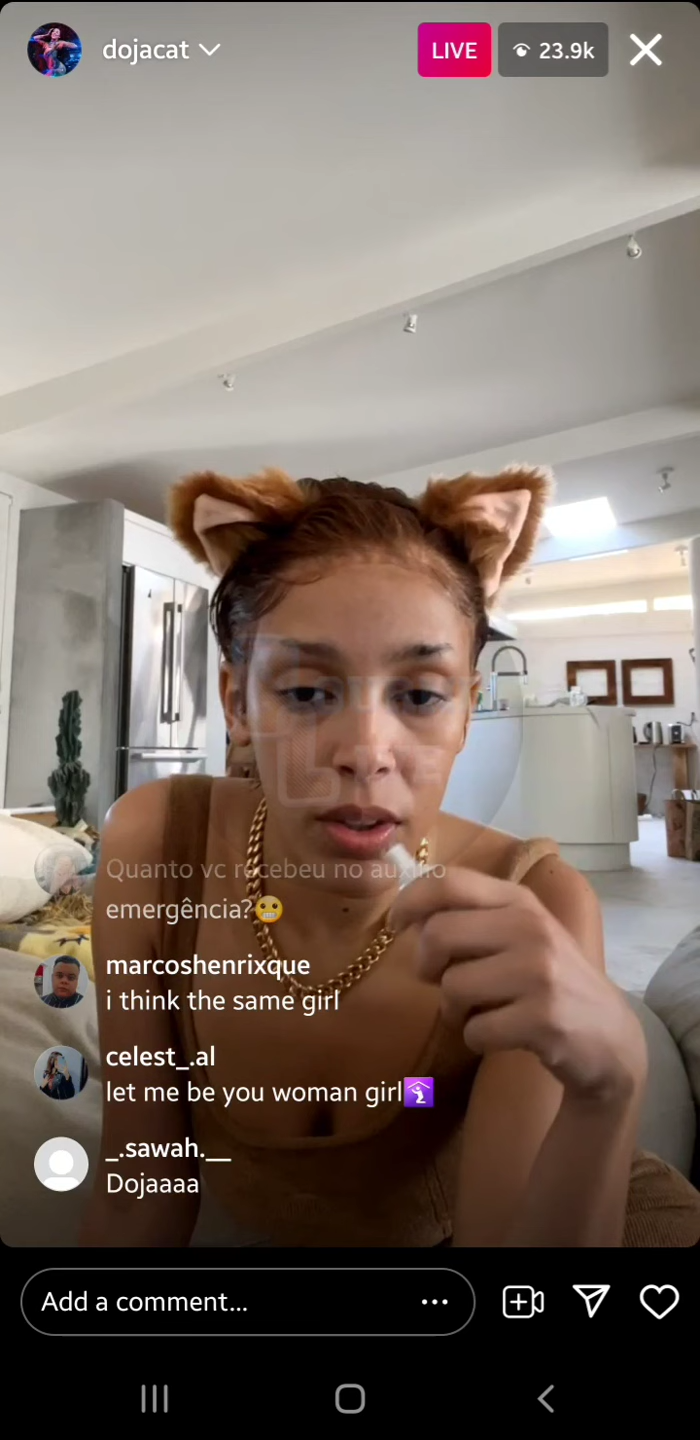 dojacat
LIVE
23.9k
Quanto vc recebeu no auxílio
emergência?😬
marcoshenrixque
i think the same girl
celest_.al
let me be you woman girl🛐
_.sawah.__
Dojaaaa
Add a comment...